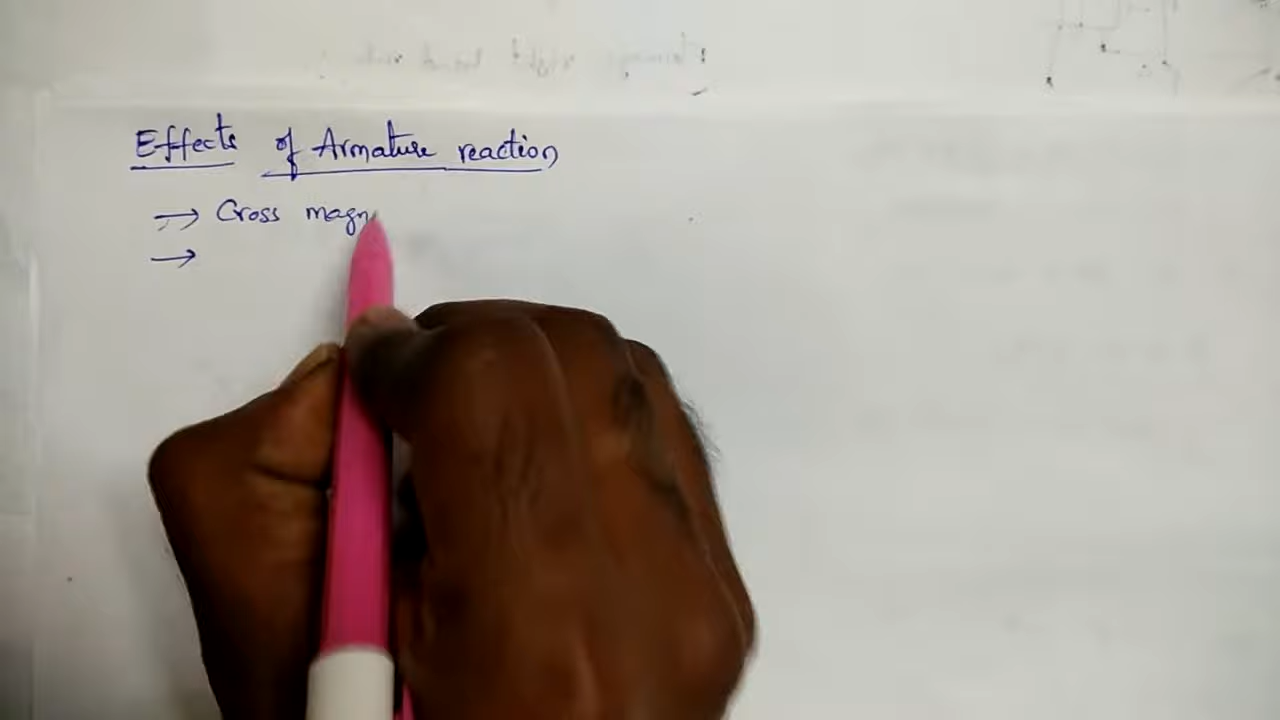 Effects of Armature reaction
→ Cross magn
→